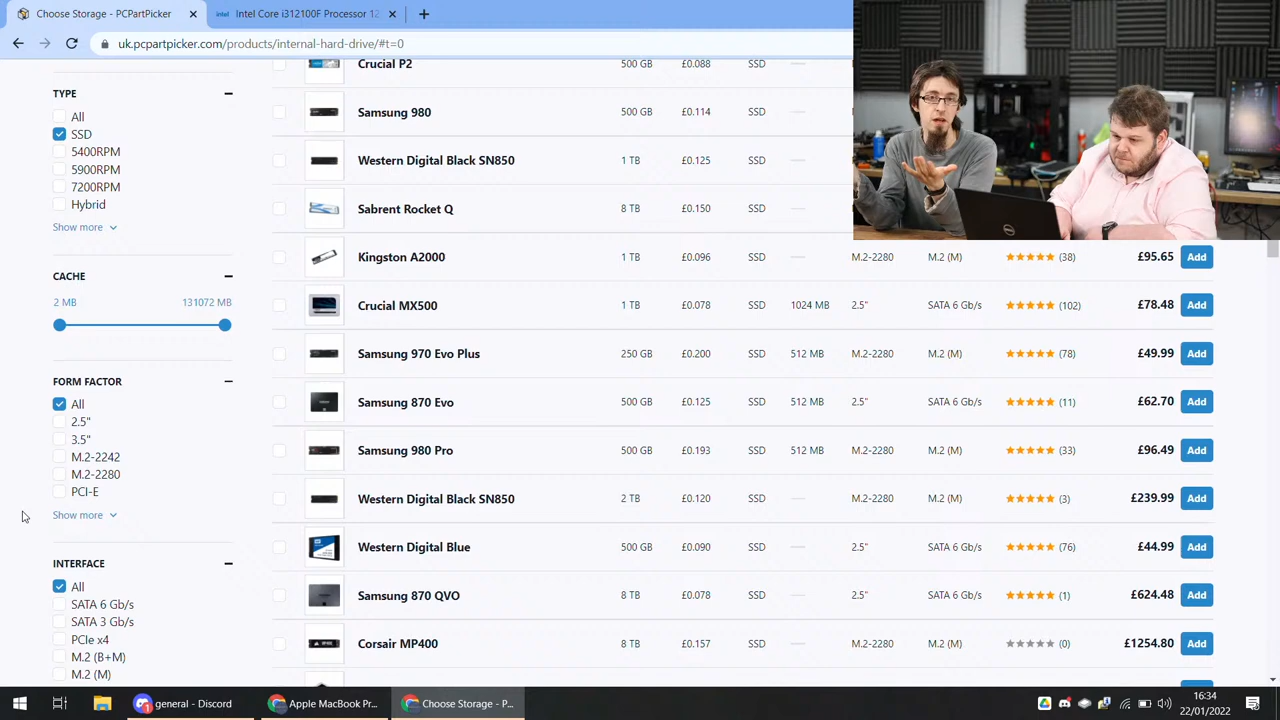 Choose Storage - PCPartPicker
intel Intel Core i312100F Processor 12
uk.pcpartpicker.com/products/internal-hard-drive/#t=0
TYPE
All
SSD
5400RPM
5900RPM
7200RPM
Hybrid
Show more
CACHE
2 MB 131072 MB
FORM FACTOR
All
2.5"
3.5"
M.2-2242
M.2-2280
PCI-E
Show more
INTERFACE
All
SATA 6 Gb/s
SATA 3 Gb/s
PCIe x4
M.2 (B+M)
M.2 (M)
Crucial P2 500 GB £0.088 SSD
Samsung 980 500 GB £0.114 SSD
Western Digital Black SN850 1 TB £0.125 SSD
Sabrent Rocket Q 8 TB £0.150 SSD
Kingston A2000 1 TB £0.096 SSD M.2-2280 M.2 (M) (38) £95.65 Add
Crucial MX500 1 TB £0.078 SSD 1024 MB 2.5" SATA 6 Gb/s (102) £78.48 Add
Samsung 970 Evo Plus 250 GB £0.200 SSD 512 MB M.2-2280 M.2 (M) (78) £49.99 Add
Samsung 870 Evo 500 GB £0.125 SSD 512 MB 2.5" SATA 6 Gb/s (11) £62.70 Add
Samsung 980 Pro 500 GB £0.193 SSD 512 MB M.2-2280 M.2 (M) (33) £96.49 Add
Western Digital Black SN850 2 TB £0.120 SSD M.2-2280 M.2 (M) (3) £239.99 Add
Western Digital Blue 500 GB £0.090 SSD 2.5" SATA 6 Gb/s (76) £44.99 Add
Samsung 870 QVO 8 TB £0.078 SSD 2.5" SATA 6 Gb/s (1) £624.48 Add
Corsair MP400 8 TB £0.157 SSD M.2-2280 M.2 (M) (0) £1254.80 Add
general - Discord
Apple MacBook Pr...
Choose Storage - P...
16:34
22/01/2022